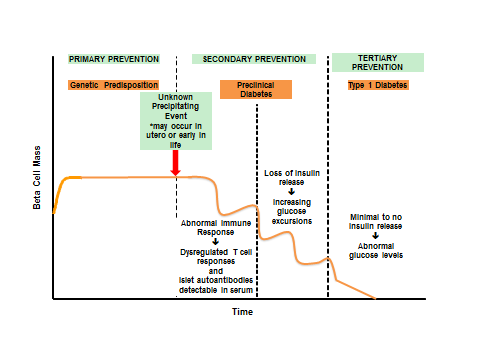 PRIMARY PREVENTION
SECONDARY PREVENTION
TERTIARY
PREVENTION
Genetic Predisposition
Preclinical
Diabetes
Type 1 Diabetes
Unknown
Precipitating
Event
*may occur in
utero or early in
life
Beta Cell Mass
Loss of insulin
release
Increasing
glucose
excursions
Abnormal Immune
Response
Dysregulated T cell
responses
and
Islet autoantibodies
detectable in serum
Minimal to no
insulin release
Abnormal
glucose levels
Time